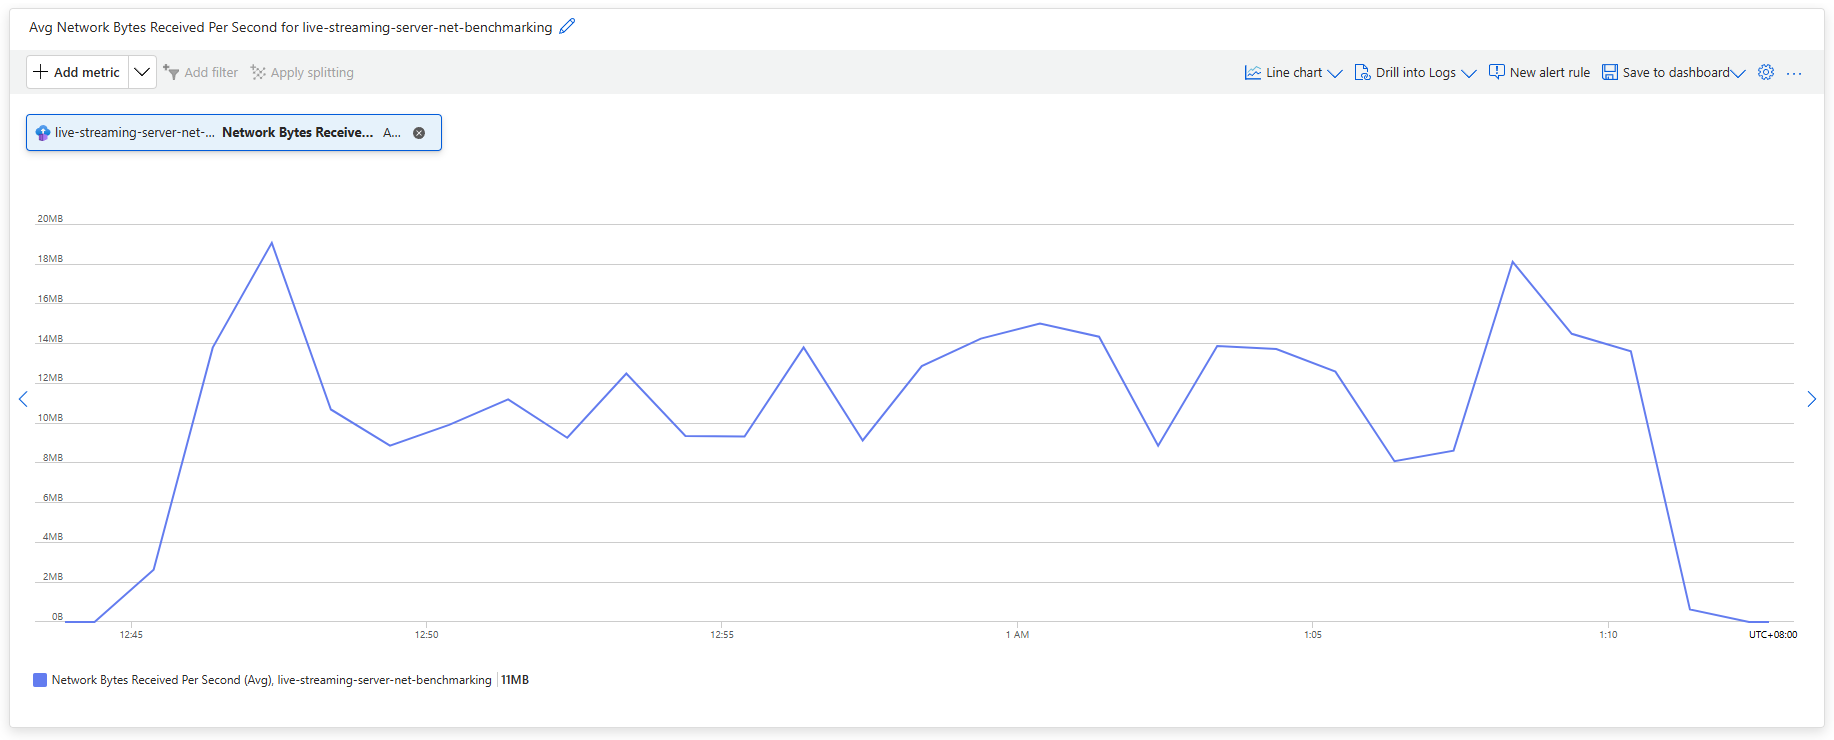 Avg Network Bytes Received Per Second for live-streaming-server-net-benchmarking
Add metric Add filter Apply splitting Line chart Drill into Logs New alert rule Save to dashboard ...
live-streaming-server-net-... Network Bytes Receive... A...
20MB
18MB
16MB
14MB
12MB
10MB
8MB
6MB
4MB
2MB
0B
12:45 12:50 12:55 1 AM 1:05 1:10 UTC+08:00
Network Bytes Received Per Second (Avg), live-streaming-server-net-benchmarking 11MB